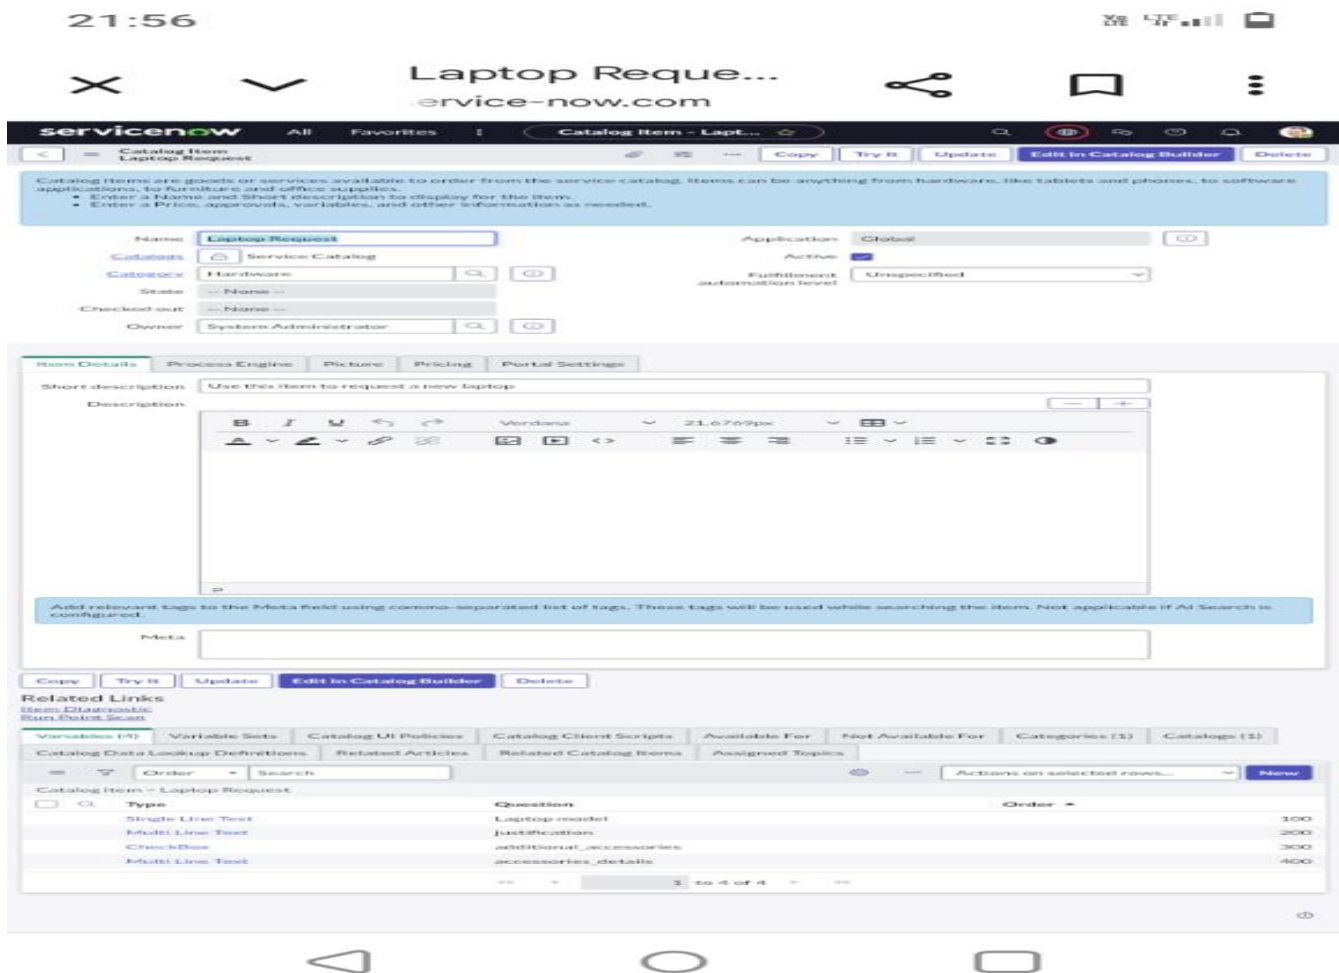 21:56
Laptop Reque...
ervice-now.com
servicenow All Favorites Catalog Item - Lapt...
Catalog Item
Laptop Request
Copy Try It Update Edit in Catalog Builder Delete
Catalog items are goods or services available to order from the service catalog. Items can be anything from hardware, like tablets and phones, to software
applications, to furniture and office supplies.
• Enter a Name and Short description to display for the item.
• Enter a Price, approvals, variables, and other information as needed.
Name Laptop Request Application Global
Catalogs Service Catalog Active
Category Hardware Fulfillment
automation level Unspecified
State -- None --
Checked out -- None --
Owner System Administrator
Item Details Process Engine Picture Pricing Portal Settings
Short description Use this item to request a new laptop
Description
B I U Verdana 21.6769px
A
P
Add relevant tags to the Meta field using comma-separated list of tags. These tags will be used while searching the item. Not applicable if AI Search is
configured.
Meta
Copy Try It Update Edit in Catalog Builder Delete
Related Links
Item Diagnostic
Run Point Scan
Variables (4) Variable Sets Catalog UI Policies Catalog Client Scripts Available For Not Available For Categories (1) Catalogs (1)
Catalog Data Lookup Definitions Related Articles Related Catalog Items Assigned Topics
Order Search Actions on selected rows... New
Catalog Item - Laptop Request
Type Question Order
Single Line Text Laptop model 100
Multi Line Text justification 200
CheckBox additional_accessories 300
Multi Line Text accessories_details 400
1 to 4 of 4